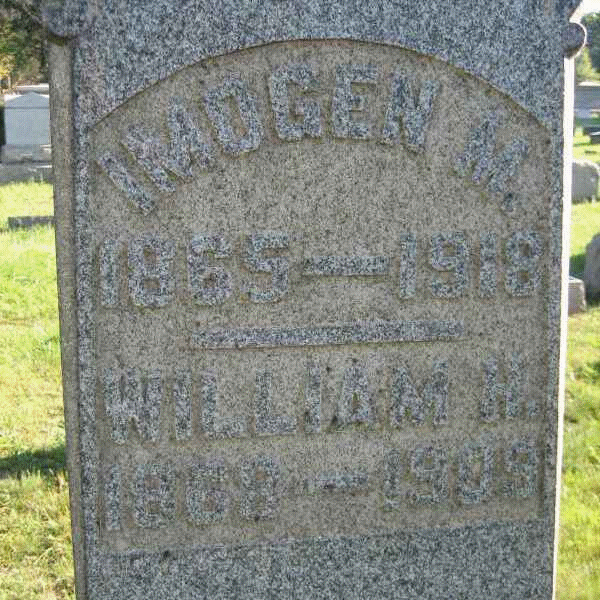 IMOGEN M.
1865 — 1918
WILLIAM H.
1868 — 1909